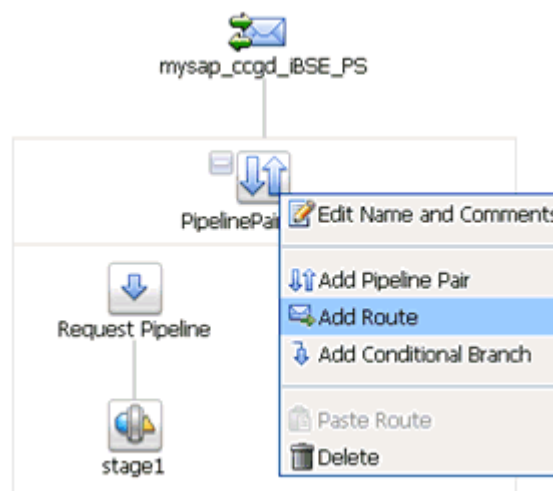 mysap_ccgd_iBSE_PS
PipelinePai
Edit Name and Comments
Add Pipeline Pair
Add Route
Request Pipeline
Add Conditional Branch
Paste Route
stage1
Delete